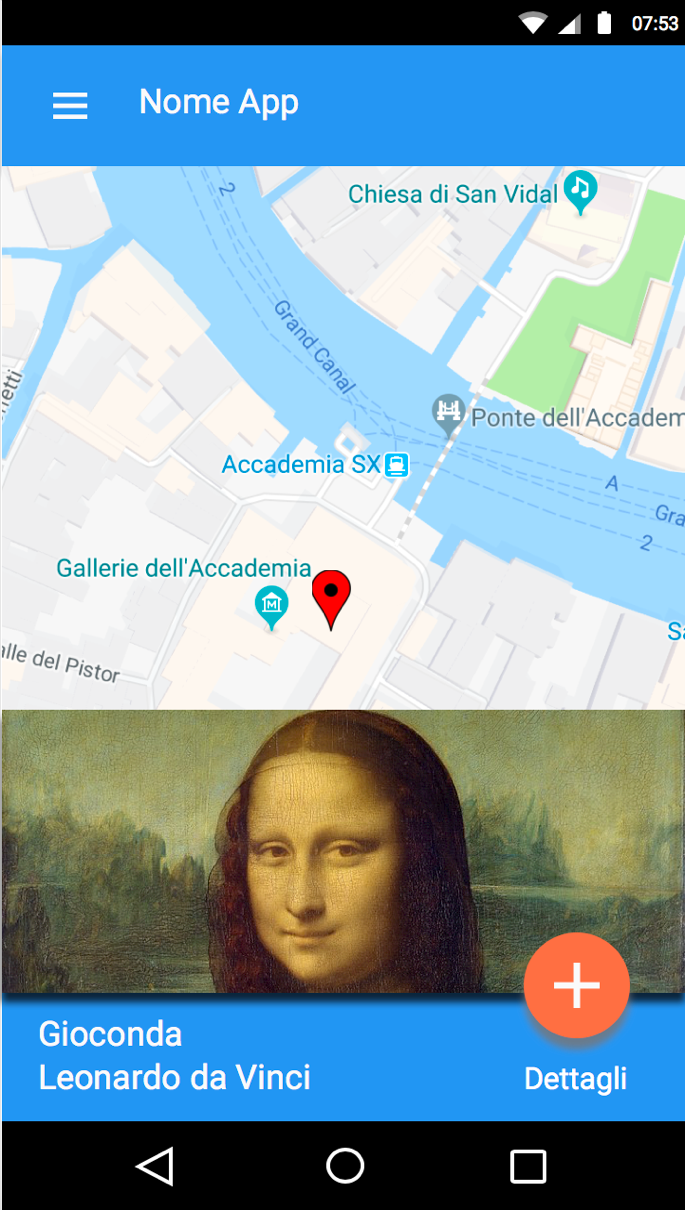 07:53
Nome App
2
Chiesa di San Vidal
Grand Canal
Ponte dell'Accadem
Accademia SX
A
Gra
2
Gallerie dell'Accademia
M
Sa
alle del Pistor
Gioconda
Leonardo da Vinci
Dettagli